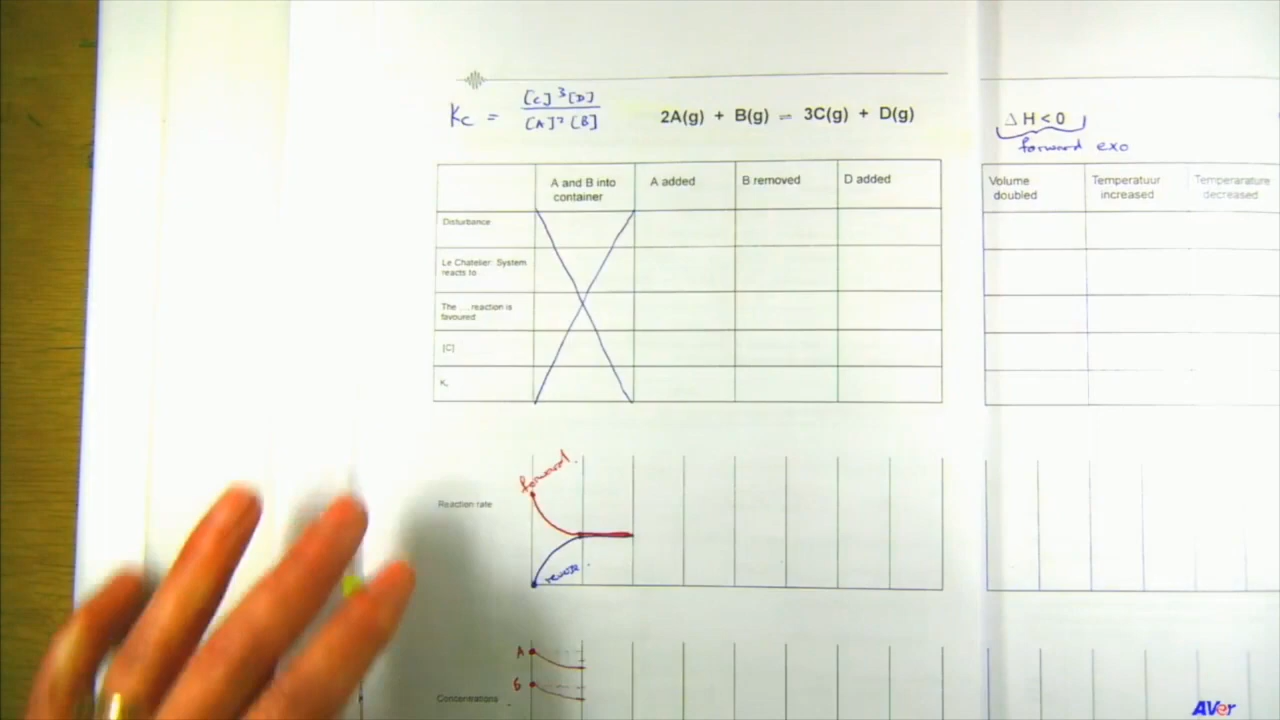 Kc = [C]³[D]
[A]²[B]
2A(g) + B(g) ⇌ 3C(g) + D(g)
ΔH<0
forward exo
A and B into container
A added
B removed
D added
Volume doubled
Temperatuur increased
Temperarature decreased
Disturbance
Le Chatelier: System reacts to
The .... reaction is favoured
[C]
Kc
forward
Reaction rate
reverse
A
B
Concentrations
AVer